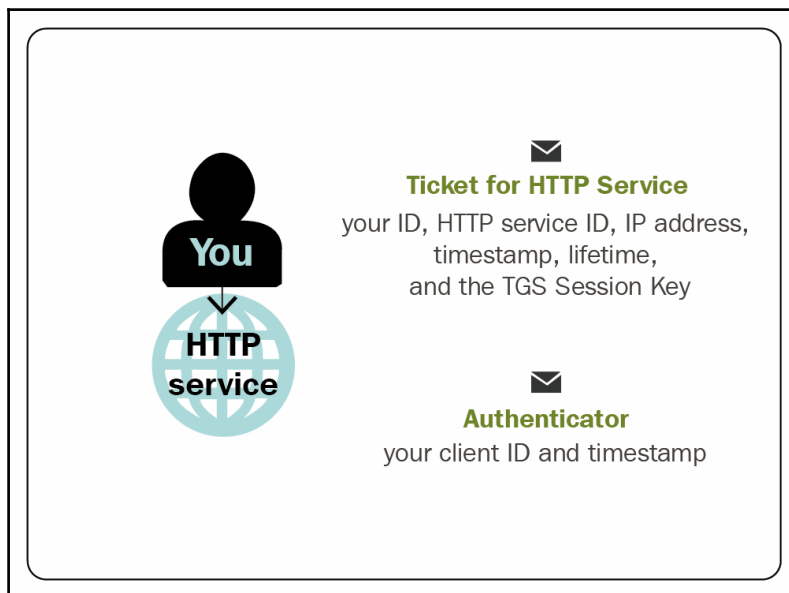 You
HTTP
service
Ticket for HTTP Service
your ID, HTTP service ID, IP address,
timestamp, lifetime,
and the TGS Session Key
Authenticator
your client ID and timestamp